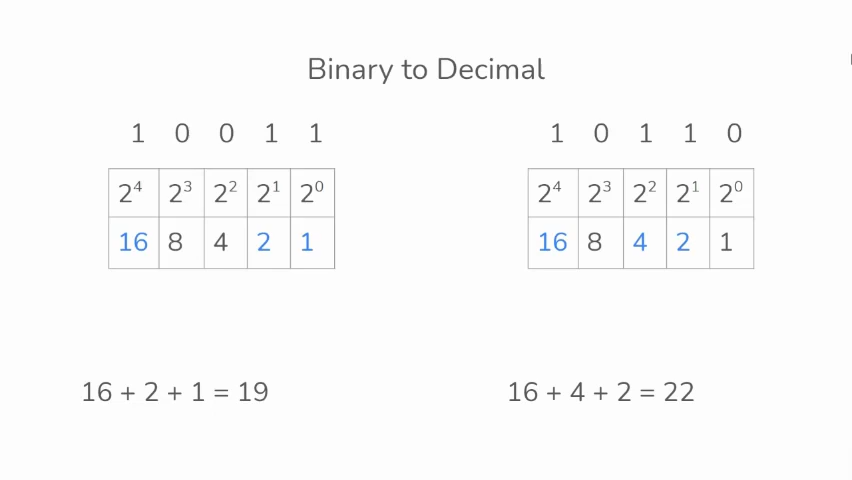 Binary to Decimal
1 0 0 1 1
2⁴ 2³ 2² 2¹ 2⁰
16 8 4 2 1
16 + 2 + 1 = 19
1 0 1 1 0
2⁴ 2³ 2² 2¹ 2⁰
16 8 4 2 1
16 + 4 + 2 = 22